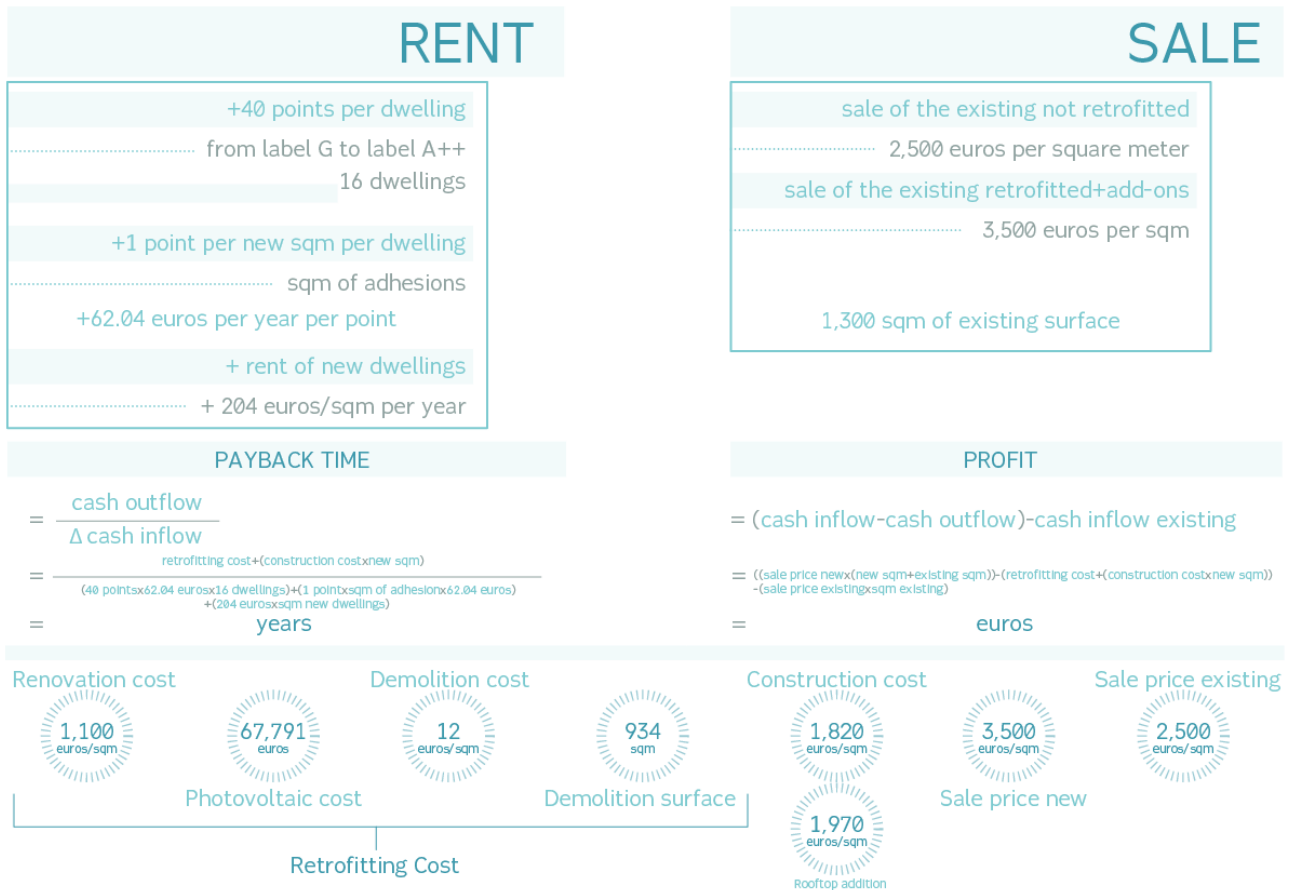 RENT
+40 points per dwelling
from label G to label A++
16 dwellings
+1 point per new sqm per dwelling
sqm of adhesions
+62.04 euros per year per point
+ rent of new dwellings
+ 204 euros/sqm per year
SALE
sale of the existing not retrofitted
2,500 euros per square meter
sale of the existing retrofitted+add-ons
3,500 euros per sqm
1,300 sqm of existing surface
PAYBACK TIME
= cash outflow
Δ cash inflow
= retrofitting cost+(construction costxnew sqm)
(40 pointsx62.04 eurosx16 dwellings)+(1 pointxsqm of adhesionx62.04 euros)
+(204 eurosxsqm new dwellings)
= years
PROFIT
= (cash inflow-cash outflow)-cash inflow existing
= ((sale price newx(new sqm+existing sqm))-(retrofitting cost+(construction costxnew sqm))
-(sale price existingxsqm existing)
= euros
Renovation cost
1,100
euros/sqm
67,791
euros
Photovoltaic cost
Demolition cost
12
euros/sqm
934
sqm
Demolition surface
Retrofitting Cost
Construction cost
1,820
euros/sqm
1,970
euros/sqm
Rooftop addition
3,500
euros/sqm
Sale price new
Sale price existing
2,500
euros/sqm